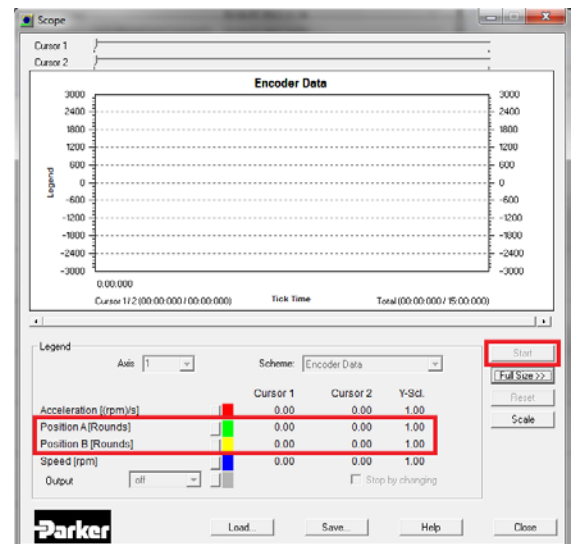 Scope
Cursor 1
Cursor 2
Encoder Data
3000 3000
2400 2400
1800 1800
1200 1200
600 600
0 0
-600 -600
-1200 -1200
-1800 -1800
-2400 -2400
-3000 -3000
Legend
0.00.000
Cursor 1 / 2 (00:00:000 / 00:00:000) Tick Time Total (00:00:000 / 15:00:000)
Legend
Axis 1 Scheme: Encoder Data
Start
Full Size >>
Cursor 1 Cursor 2 Y-Scl.
Reset
Acceleration [(rpm)/s] 0.00 0.00 1.00
Scale
Position A[Rounds] 0.00 0.00 1.00
Position B [Rounds] 0.00 0.00 1.00
Speed [rpm] 0.00 0.00 1.00
Output off Stop by changing
Parker Load... Save... Help Close